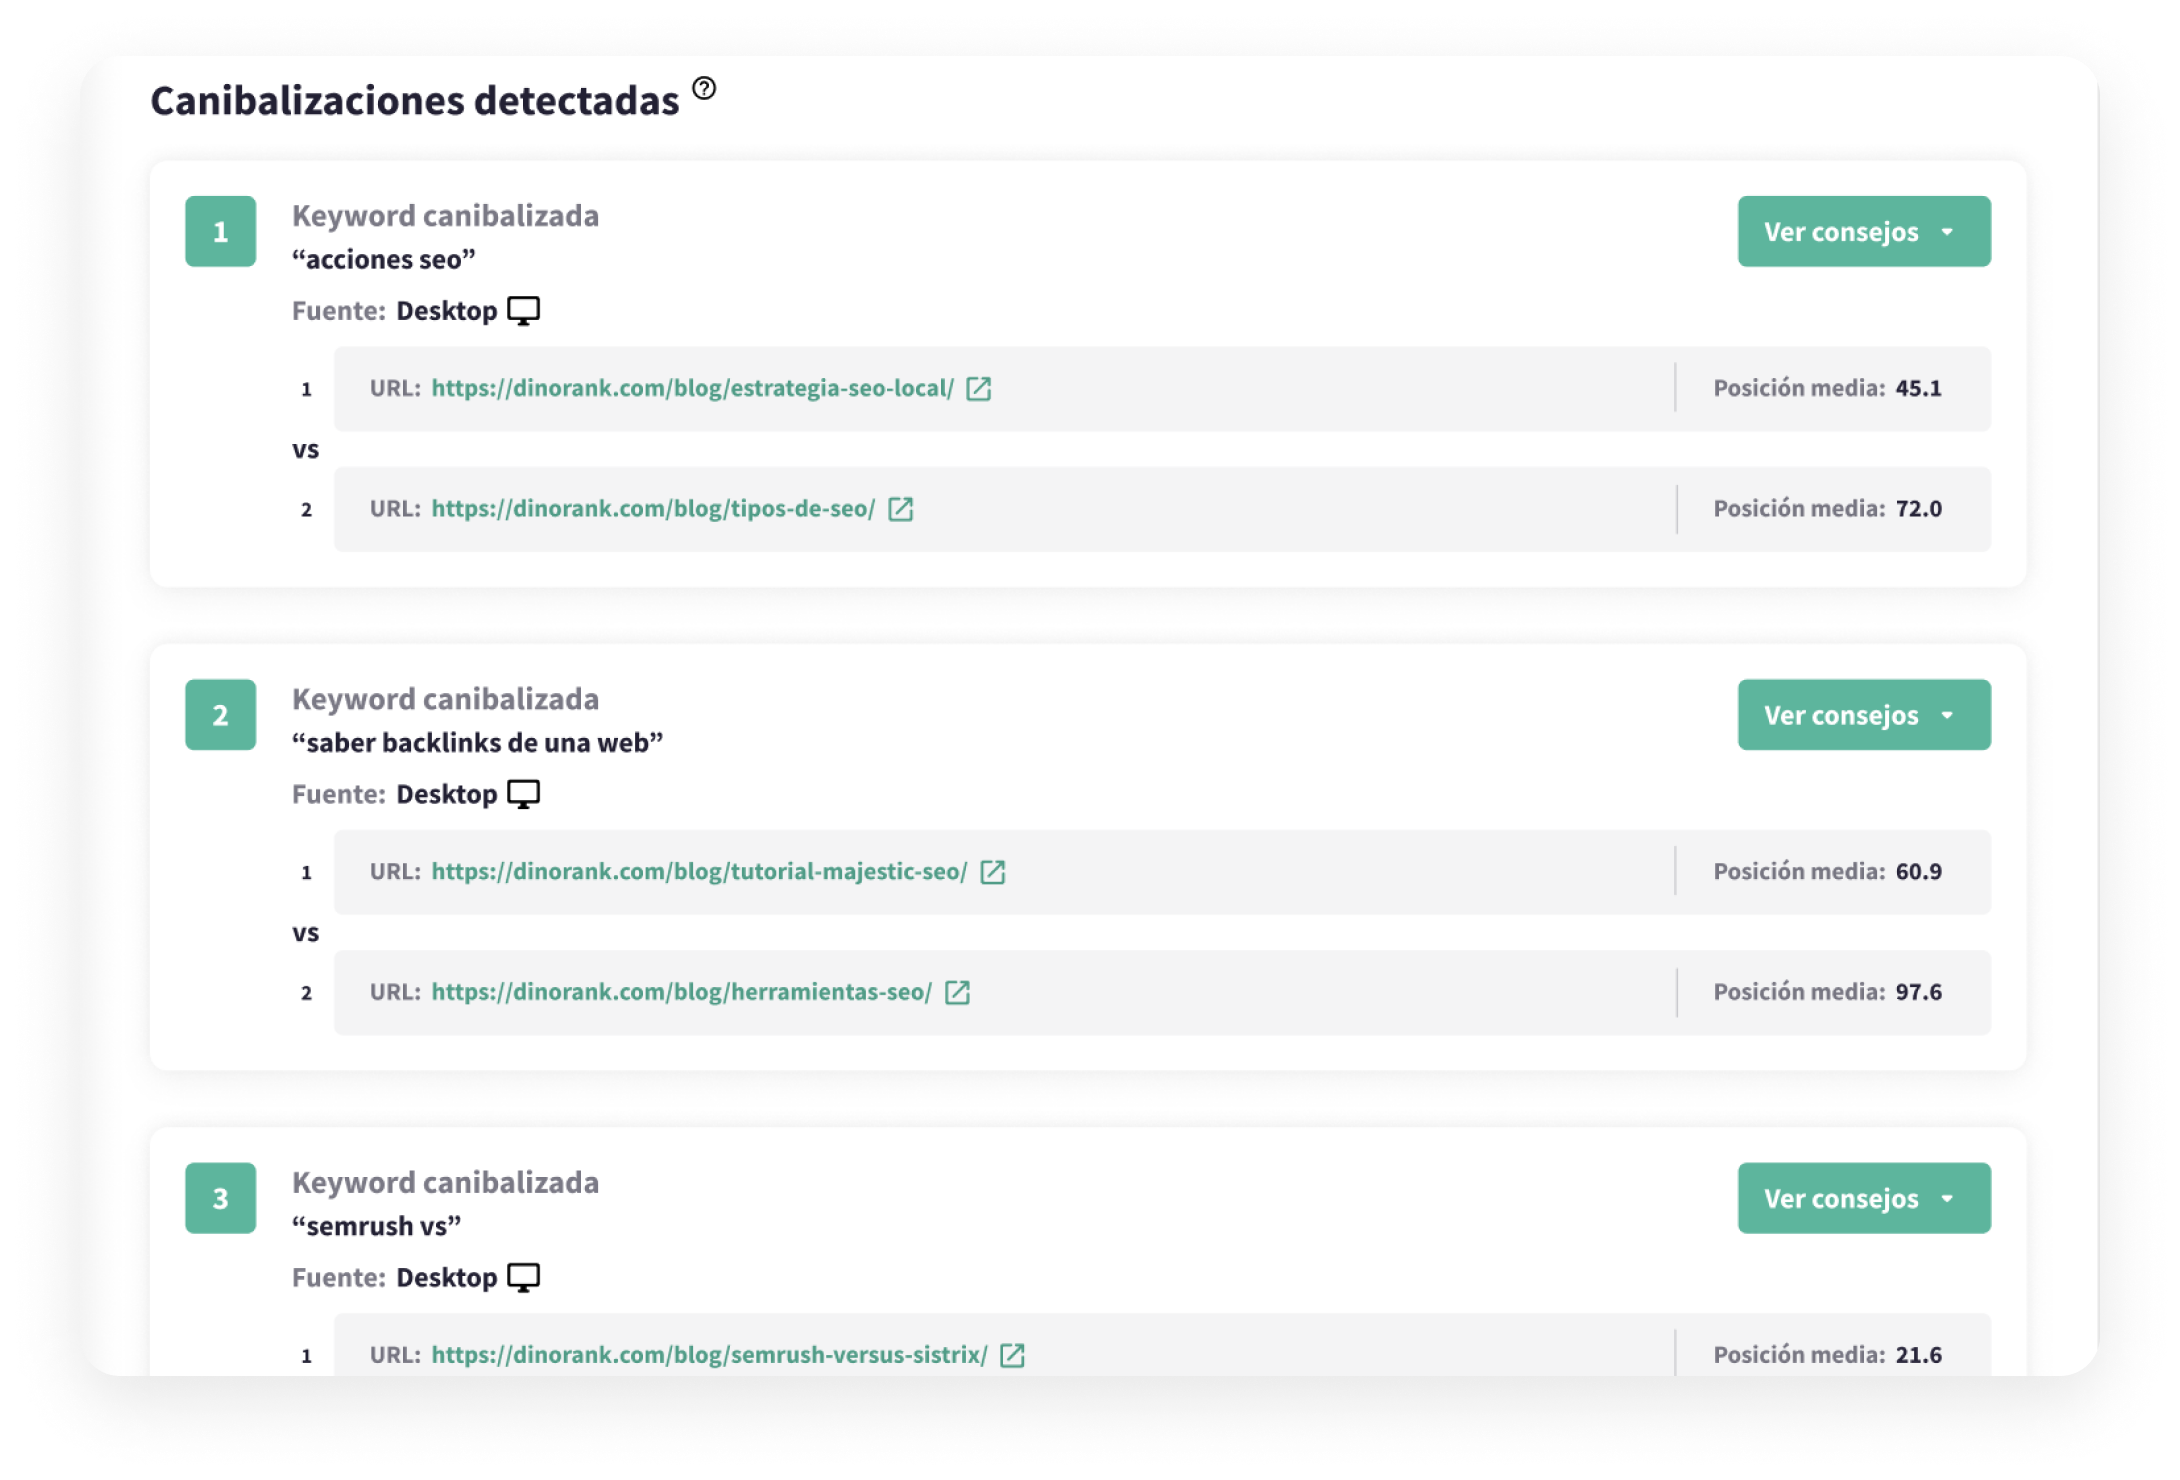 Canibalizaciones detectadas ?
1 Keyword canibalizada Ver consejos
“acciones seo”
Fuente: Desktop
1 URL: https://dinorank.com/blog/estrategia-seo-local/ Posición media: 45.1
vs
2 URL: https://dinorank.com/blog/tipos-de-seo/ Posición media: 72.0
2 Keyword canibalizada Ver consejos
“saber backlinks de una web”
Fuente: Desktop
1 URL: https://dinorank.com/blog/tutorial-majestic-seo/ Posición media: 60.9
vs
2 URL: https://dinorank.com/blog/herramientas-seo/ Posición media: 97.6
3 Keyword canibalizada Ver consejos
“semrush vs”
Fuente: Desktop
1 URL: https://dinorank.com/blog/semrush-versus-sistrix/ Posición media: 21.6